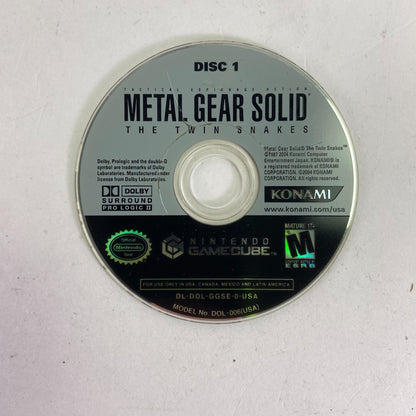 DISC 1
TACTICAL ESPIONAGE ACTION
METAL GEAR SOLID
THE TWIN SNAKES
Dolby, Prologic and the double-D
symbol are trademarks of Dolby
Laboratories. Manufactured under
license from Dolby Laboratories.
DOLBY
SURROUND
PRO LOGIC II
Metal Gear Solid® The Twin Snakes™
©1987 2004 Konami Computer
Entertainment Japan. KONAMI® is
a registered trademark of KONAMI
CORPORATION. ©2004 KONAMI
CORPORATION. All rights reserved.
KONAMI
www.konami.com/usa
Official
Nintendo
Seal
NINTENDO
GAMECUBE™
MATURE 17+
M
ESRB
FOR USE ONLY IN USA, CANADA, MEXICO AND LATIN AMERICA
DL-DOL-GGSE-0-USA
MODEL No. DOL-006(USA)